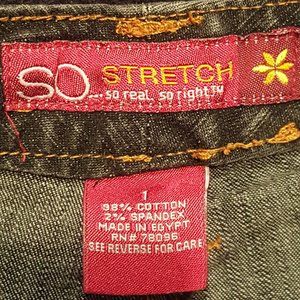 SO STRETCH
...so real. so right™
1
98% COTTON
2% SPANDEX
MADE IN EGYPT
RN# 78096
SEE REVERSE FOR CARE